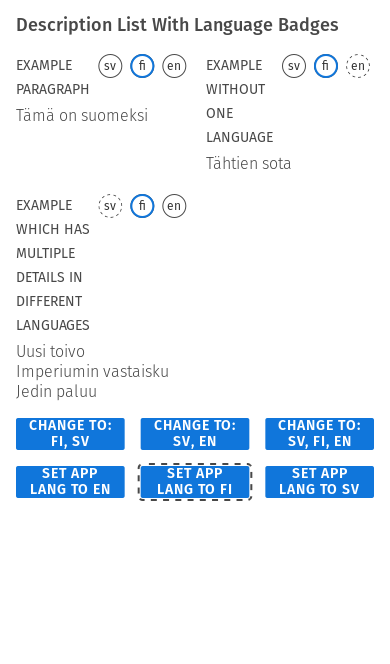 Description List With Language Badges
EXAMPLE PARAGRAPH
sv fi en
Tämä on suomeksi
EXAMPLE WITHOUT ONE LANGUAGE
sv fi en
Tähtien sota
EXAMPLE WHICH HAS MULTIPLE DETAILS IN DIFFERENT LANGUAGES
sv fi en
Uusi toivo
Imperiumin vastaisku
Jedin paluu
CHANGE TO: FI, SV
CHANGE TO: SV, EN
CHANGE TO: SV, FI, EN
SET APP LANG TO EN
SET APP LANG TO FI
SET APP LANG TO SV